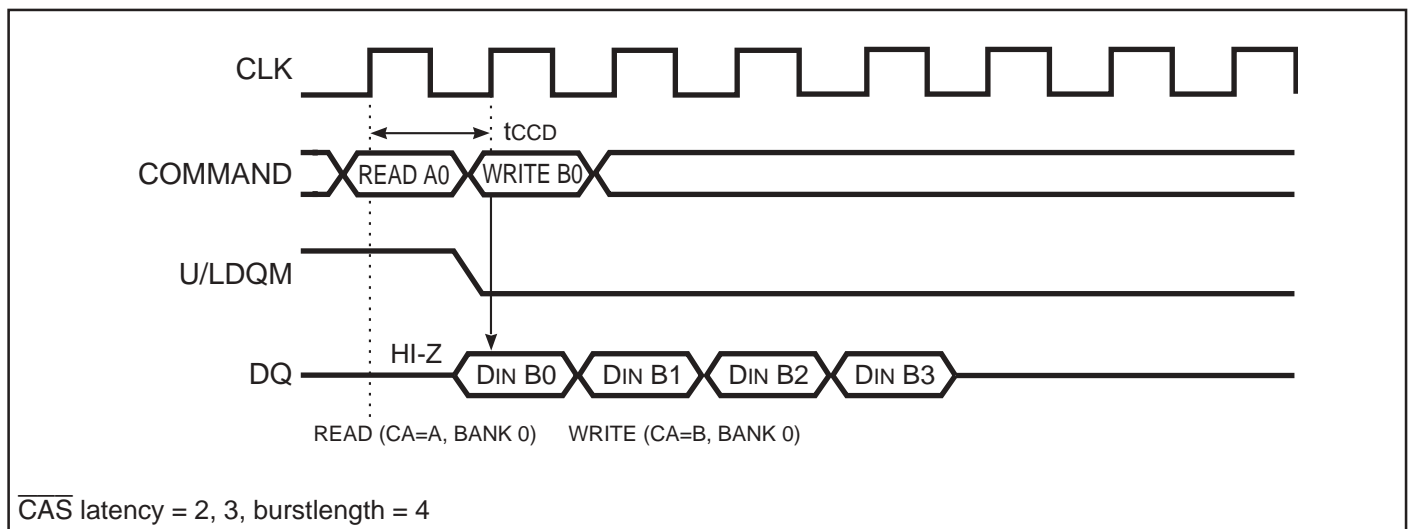 CLK
tCCD
COMMAND READ A0 WRITE B0
U/LDQM
HI-Z
DQ DIN B0 DIN B1 DIN B2 DIN B3
READ (CA=A, BANK 0) WRITE (CA=B, BANK 0)
CAS latency = 2, 3, burstlength = 4